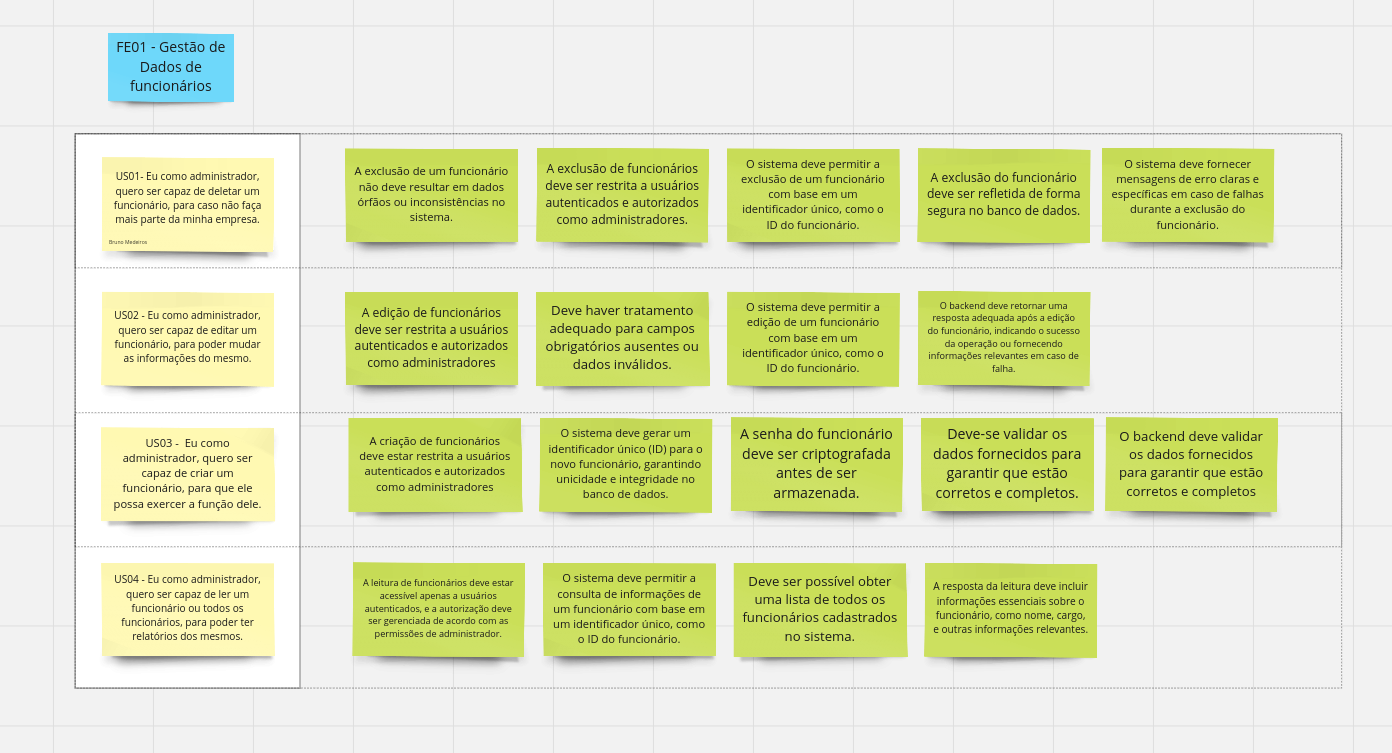 FE01 - Gestão de
Dados de
funcionários
US01- Eu como administrador,
quero ser capaz de deletar um
funcionário, para caso não faça
mais parte da minha empresa.
Bruno Medeiros
A exclusão de um funcionário
não deve resultar em dados
órfãos ou inconsistências no
sistema.
A exclusão de funcionários
deve ser restrita a usuários
autenticados e autorizados
como administradores.
O sistema deve permitir a
exclusão de um funcionário
com base em um
identificador único, como o
ID do funcionário.
A exclusão do funcionário
deve ser refletida de forma
segura no banco de dados.
O sistema deve fornecer
mensagens de erro claras e
específicas em caso de falhas
durante a exclusão do
funcionário.
US02 - Eu como administrador,
quero ser capaz de editar um
funcionário, para poder mudar
as informações do mesmo.
A edição de funcionários
deve ser restrita a usuários
autenticados e autorizados
como administradores
Deve haver tratamento
adequado para campos
obrigatórios ausentes ou
dados inválidos.
O sistema deve permitir a
edição de um funcionário
com base em um
identificador único, como o
ID do funcionário.
O backend deve retornar uma
resposta adequada após a edição
do funcionário, indicando o sucesso
da operação ou fornecendo
informações relevantes em caso de
falha.
US03 -  Eu como
administrador, quero ser
capaz de criar um
funcionário, para que ele
possa exercer a função dele.
A criação de funcionários
deve estar restrita a usuários
autenticados e autorizados
como administradores
O sistema deve gerar um
identificador único (ID) para o
novo funcionário, garantindo
unicidade e integridade no
banco de dados.
A senha do funcionário
deve ser criptografada
antes de ser
armazenada.
Deve-se validar os
dados fornecidos para
garantir que estão
corretos e completos.
O backend deve validar
os dados fornecidos
para garantir que estão
corretos e completos
US04 - Eu como administrador,
quero ser capaz de ler um
funcionário ou todos os
funcionários, para poder ter
relatórios dos mesmos.
A leitura de funcionários deve estar
acessível apenas a usuários
autenticados, e a autorização deve
ser gerenciada de acordo com as
permissões de administrador.
O sistema deve permitir a
consulta de informações de
um funcionário com base em
um identificador único, como
o ID do funcionário.
Deve ser possível obter
uma lista de todos os
funcionários cadastrados
no sistema.
A resposta da leitura deve incluir
informações essenciais sobre o
funcionário, como nome, cargo,
e outras informações relevantes.